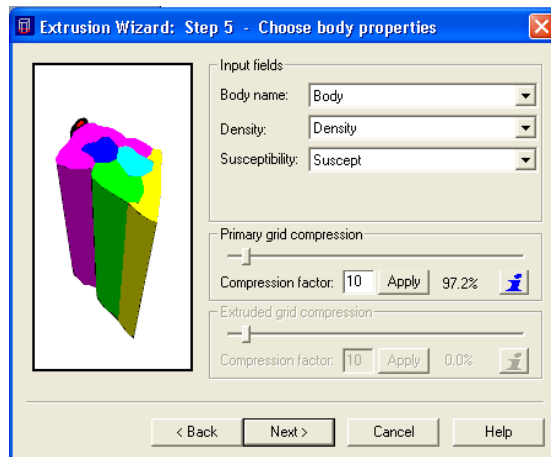 Extrusion Wizard: Step 5 - Choose body properties
Input fields
Body name: Body
Density: Density
Susceptibility: Suscept
Primary grid compression
Compression factor: 10 Apply 97.2% i
Extruded grid compression
Compression factor: 10 Apply 0.0% i
< Back Next > Cancel Help